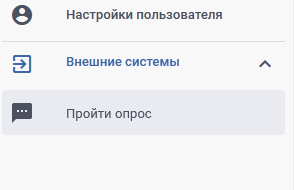 Настройки пользователя
Внешние системы
Пройти опрос